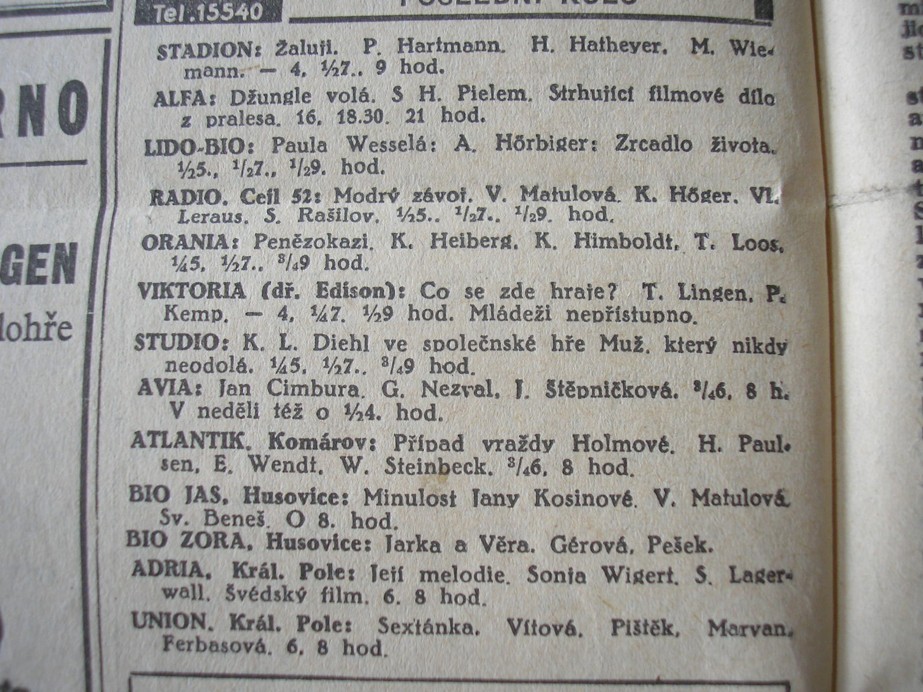 Tel.15540
STADION: Žaluji. P. Hartmann. H. Hatheyer, M. Wie-
mann. — 4, ½7., 9 hod.
ALFA: Džungle volá. S H. Pielem. Strhující filmové dílo
z pralesa. 16, 18.30. 21 hod.
LIDO-BIO: Paula Wesselá: A. Hörbiger: Zrcadlo života.
½5., ½7., ½9. hod.
RADIO. Cejl 52: Modrý závoj. V. Matulová. K. Höger, Vl.
Leraus, S. Rašilov. ½5., ½7., ½9. hod.
ORANIA: Penězokazi. K. Heiberg, K. Himboldt, T. Loos.
¼5, ½7., ¾9 hod.
VIKTORIA (dř. Edison): Co se zde hraje? T. Lingen, P.
Kemp. — 4, ¼7, ½9 hod. Mládeži nepřístupno.
STUDIO: K. L. Diehl ve společnské hře Muž, který nikdy
neodolá. ¼5, ½7., ¾9 hod.
AVIA: Jan Cimbura. G. Nezval, J. Štěpničková. ¾6, 8 h.
V neděli též o ½4. hod.
ATLANTIK, Komárov: Případ vraždy Holmové. H. Paul-
sen, E. Wendt, W. Steinbeck. ¾6, 8 hod.
BIO JAS, Husovice: Minulost Jany Kosinové. V. Matulová
Sv. Beneš. O 8. hod.
BIO ZORA, Husovice: Jarka a Věra. Gérová, Pešek.
ADRIA, Král. Pole: Její melodie. Sonja Wigert. S. Lager-
wall. Švédský film. 6, 8 hod.
UNION. Král. Pole: Sextánka. Vítová, Pištěk, Marvan,
Ferbasová. 6, 8 hod.
RNO
GEN
lohře